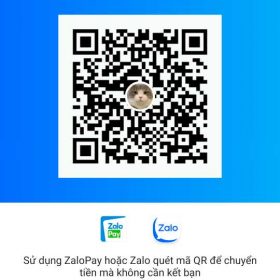 Zalo
Pay
Zalo
Sử dụng ZaloPay hoặc Zalo quét mã QR để chuyển
tiền mà không cần kết bạn